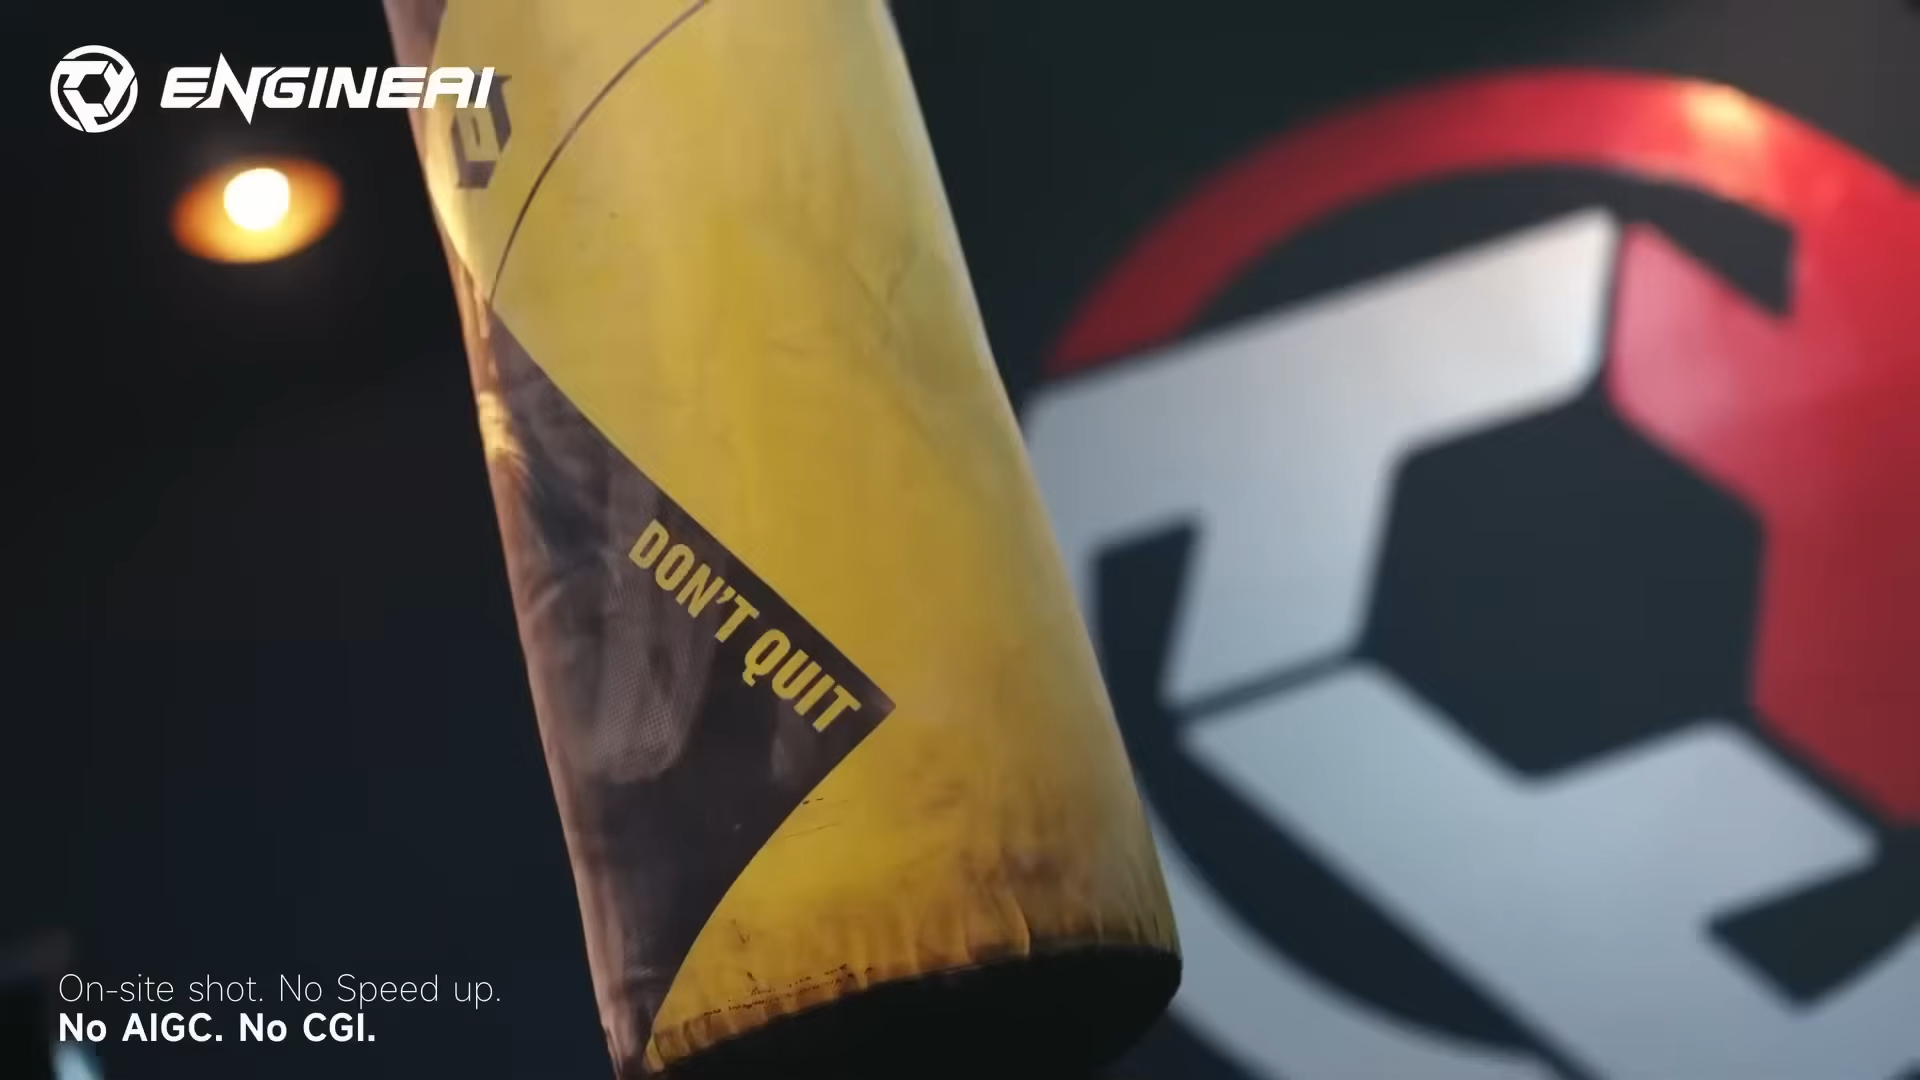 ENGINEAI
DON'T QUIT
On-site shot. No Speed up.
No AIGC. No CGI.